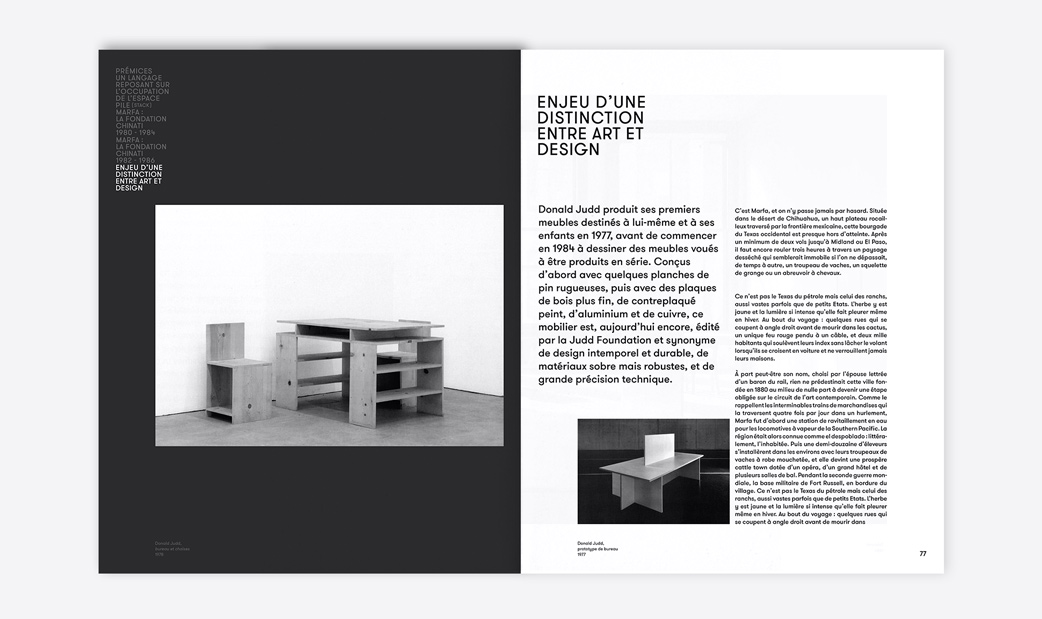 PRÉMICES
UN LANGAGE
REPOSANT SUR
L'OCCUPATION
DE L'ESPACE
PILE (STACK)
MARFA :
LA FONDATION
CHINATI
1980 - 1984
MARFA :
LA FONDATION
CHINATI
1982 - 1986
ENJEU D'UNE
DISTINCTION
ENTRE ART ET
DESIGN
Donald Judd,
bureau et chaises
1978
ENJEU D'UNE
DISTINCTION
ENTRE ART ET
DESIGN
Donald Judd produit ses premiers
meubles destinés à lui-même et à ses
enfants en 1977, avant de commencer
en 1984 à dessiner des meubles voués
à être produits en série. Conçus
d'abord avec quelques planches de
pin rugueuses, puis avec des plaques
de bois plus fin, de contreplaqué
peint, d'aluminium et de cuivre, ce
mobilier est, aujourd'hui encore, édité
par la Judd Foundation et synonyme
de design intemporel et durable, de
matériaux sobre mais robustes, et de
grande précision technique.
Donald Judd,
prototype de bureau
1977
C'est Marfa, et on n'y passe jamais par hasard. Située
dans le désert de Chihuahua, un haut plateau rocail-
leux traversé par la frontière mexicaine, cette bourgade
du Texas occidental est presque hors d'atteinte. Après
un minimum de deux vols jusqu'à Midland ou El Paso,
il faut encore rouler trois heures à travers un paysage
desséché qui semblerait immobile si l'on ne dépassait,
de temps à autre, un troupeau de vaches, un squelette
de grange ou un abreuvoir à chevaux.
Ce n'est pas le Texas du pétrole mais celui des ranchs,
aussi vastes parfois que de petits Etats. L'herbe y est
jaune et la lumière si intense qu'elle fait pleurer même
en hiver. Au bout du voyage : quelques rues qui se
coupent à angle droit avant de mourir dans les cactus,
un unique feu rouge pendu à un câble, et deux mille
habitants qui soulèvent leurs index sans lâcher le volant
lorsqu'ils se croisent en voiture et ne verrouillent jamais
leurs maisons.
À part peut-être son nom, choisi par l'épouse lettrée
d'un baron du rail, rien ne prédestinait cette ville fon-
dée en 1880 au milieu de nulle part à devenir une étape
obligée sur le circuit de l'art contemporain. Comme le
rappellent les interminables trains de marchandises qui
la traversent quatre fois par jour dans un hurlement,
Marfa fut d'abord une station de ravitaillement en eau
pour les locomotives à vapeur de la Southern Pacific. La
région était alors connue comme el despoblado : littéra-
lement, l'inhabitée. Puis une demi-douzaine d'éleveurs
s'installèrent dans les environs avec leurs troupeaux de
vaches à robe mouchetée, et elle devint une prospère
cattle town dotée d'un opéra, d'un grand hôtel et de
plusieurs salles de bal. Pendant la seconde guerre mon-
diale, la base militaire de Fort Russell, en bordure du
village. Ce n'est pas le Texas du pétrole mais celui des
ranchs, aussi vastes parfois que de petits Etats. L'herbe
y est jaune et la lumière si intense qu'elle fait pleurer
même en hiver. Au bout du voyage : quelques rues qui
se coupent à angle droit avant de mourir dans
77